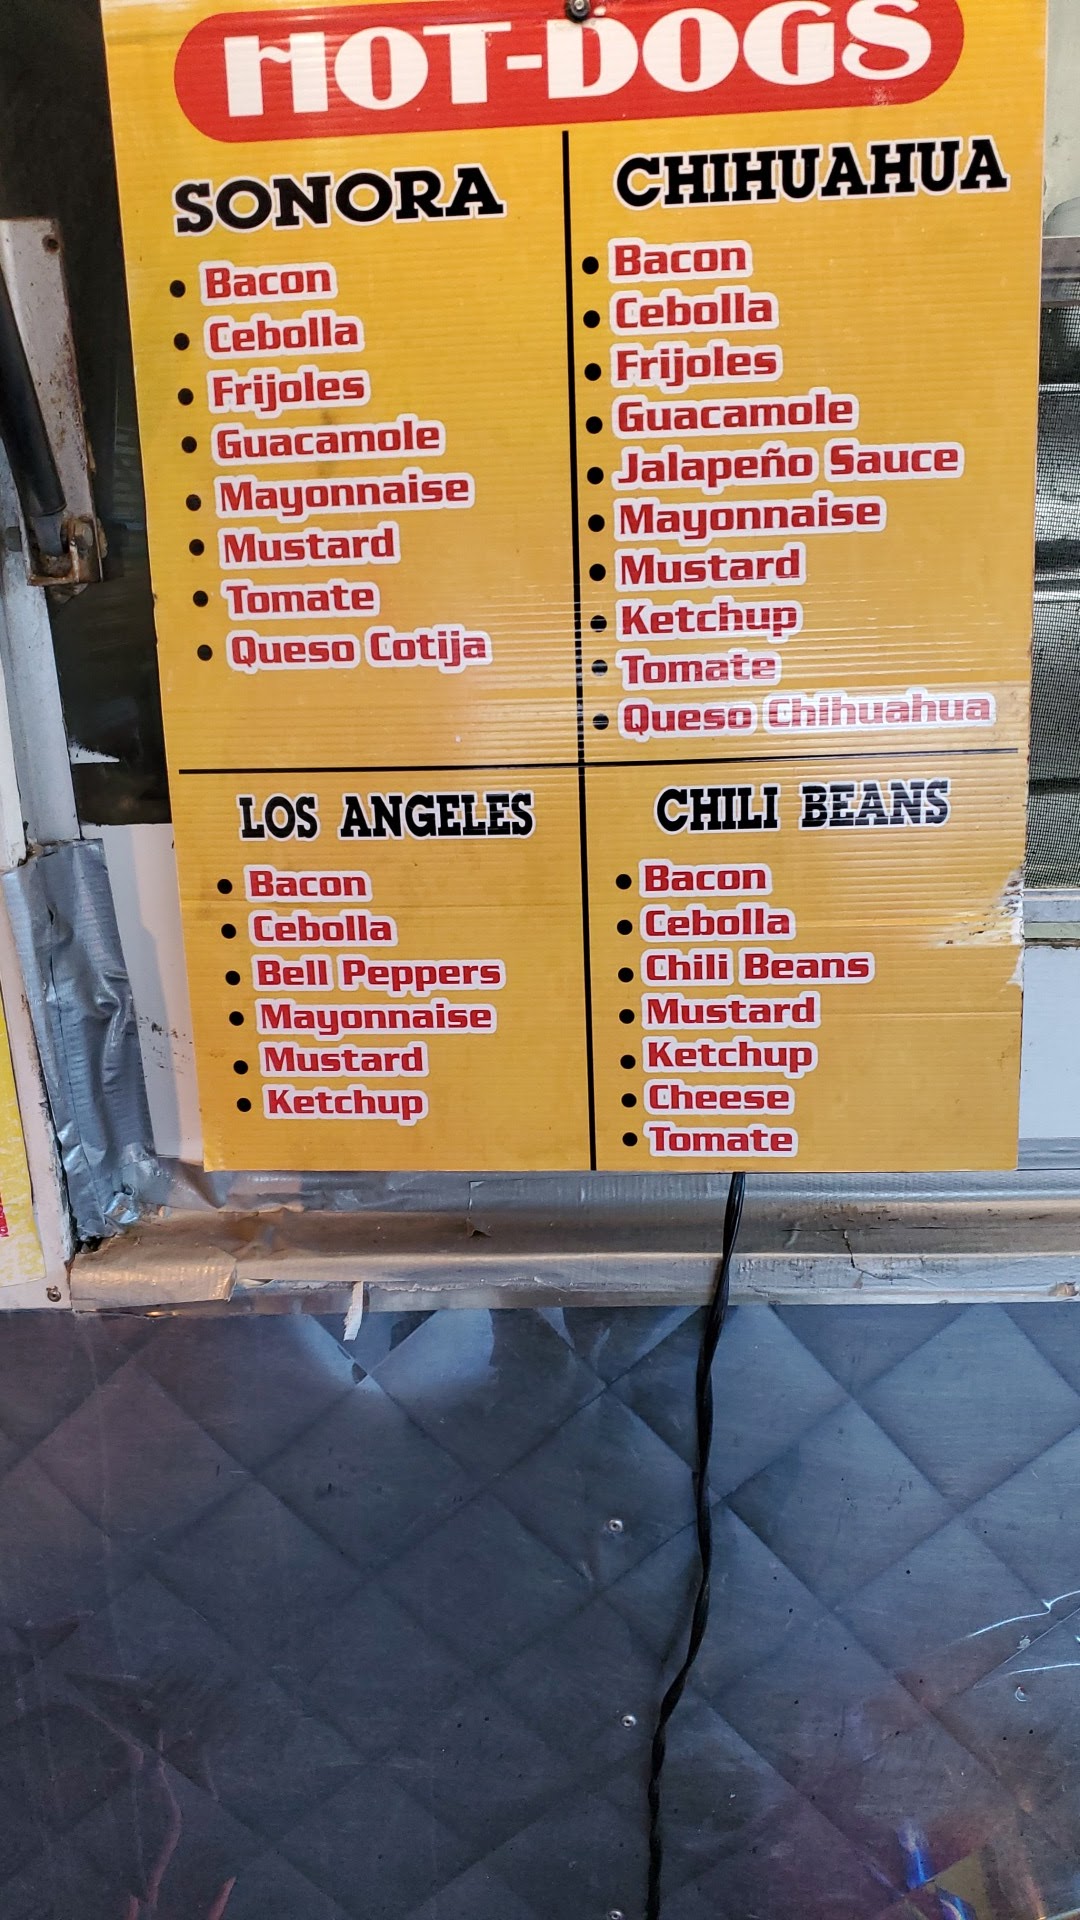 HOT-DOGS
SONORA
• Bacon
• Cebolla
• Frijoles
• Guacamole
• Mayonnaise
• Mustard
• Tomate
• Queso Cotija
CHIHUAHUA
• Bacon
• Cebolla
• Frijoles
• Guacamole
• Jalapeño Sauce
• Mayonnaise
• Mustard
• Ketchup
• Tomate
• Queso Chihuahua
LOS ANGELES
• Bacon
• Cebolla
• Bell Peppers
• Mayonnaise
• Mustard
• Ketchup
CHILI BEANS
• Bacon
• Cebolla
• Chili Beans
• Mustard
• Ketchup
• Cheese
• Tomate